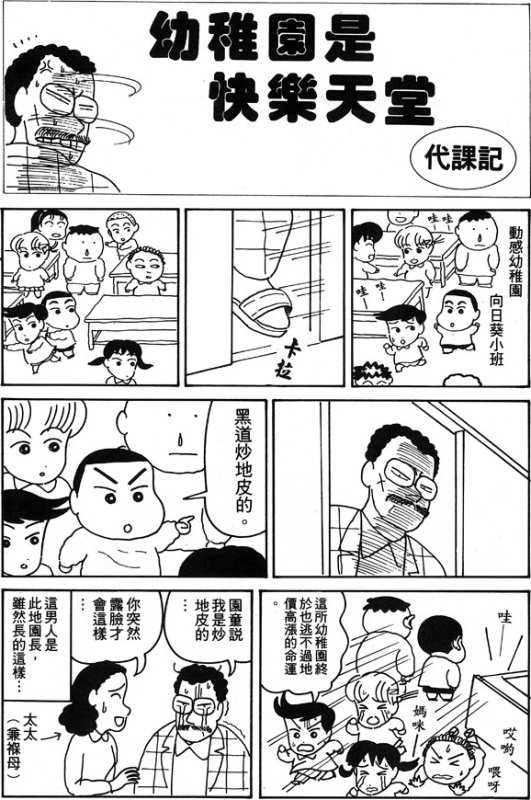 幼稚園是
快樂天堂
代課記
動感幼稚園
向日葵小班
哇
哇
哇
哇
卡拉
黑道炒地皮的。
這所幼稚園終
於也逃不過地
價高漲的命運
。
哇
媽咪
哎喲
喂呀
園童說
我是炒
地皮的
…
你突然
露臉才
會這樣
…
這男人是
此地園長,
雖然長的這樣…
太太
(兼褓母)